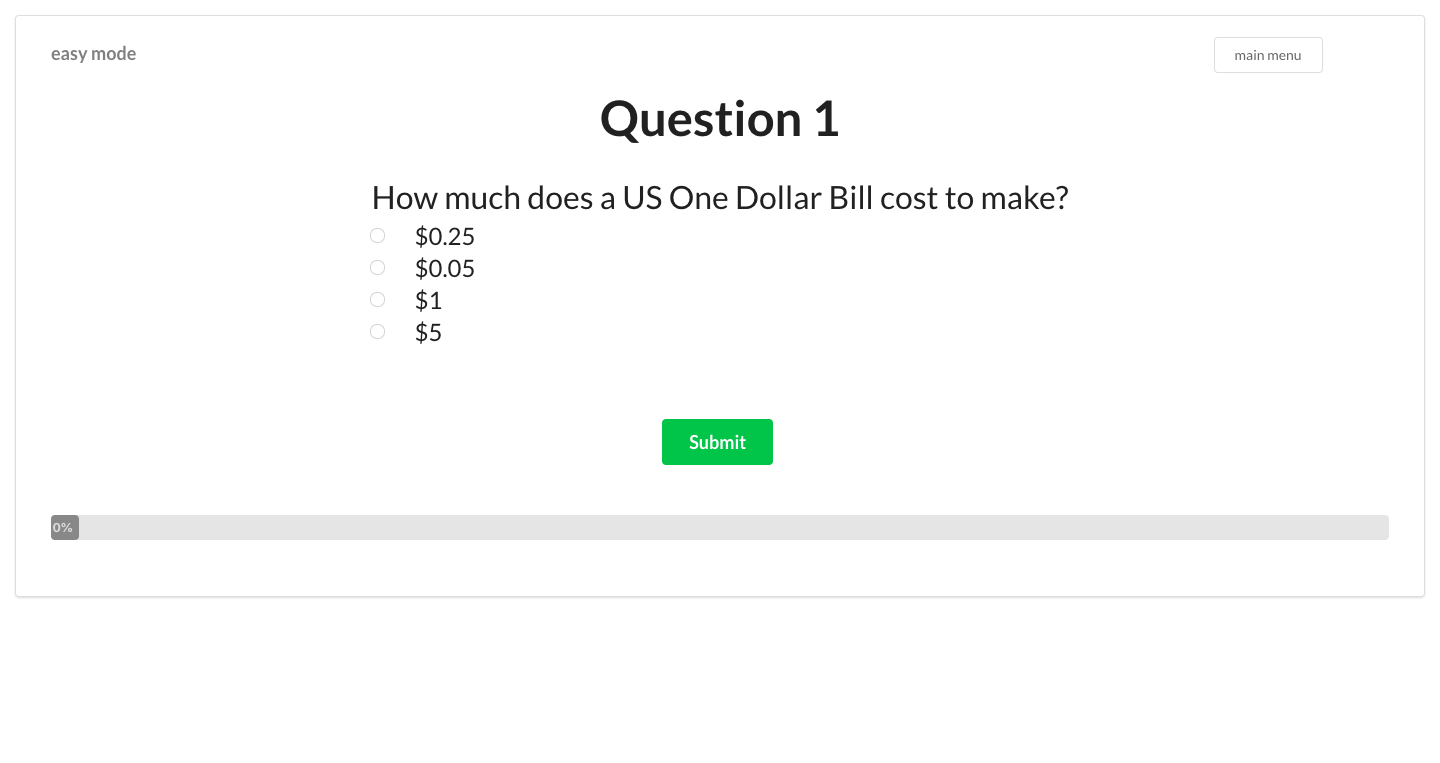 easy mode
main menu
Question 1
How much does a US One Dollar Bill cost to make?
$0.25
$0.05
$1
$5
Submit
0%